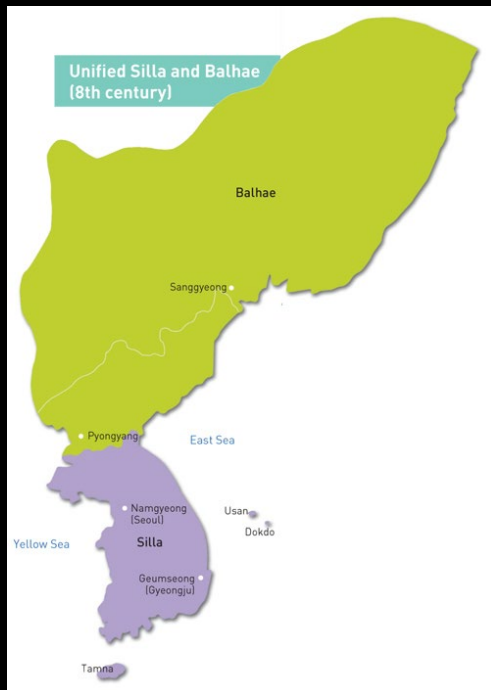 Unified Silla and Balhae
(8th century)
Balhae
Sanggyeong
Pyongyang
East Sea
Namgyeong
(Seoul)
Usan
Dokdo
Yellow Sea
Silla
Geumseong
(Gyeongju)
Tamna